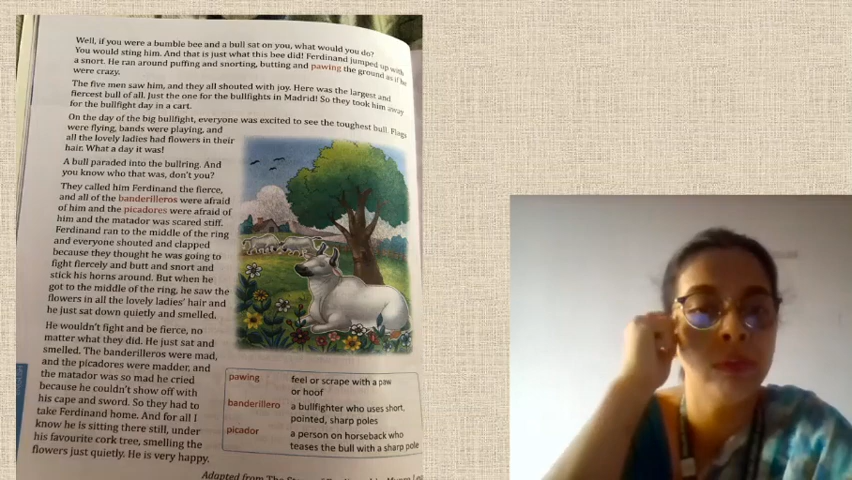 Well, if you were a bumble bee and a bull sat on you, what would you do?
You would sting him. And that is just what this bee did! Ferdinand jumped up with
a snort. He ran around puffing and snorting, butting and pawing the ground as if he
were crazy.
The five men saw him, and they all shouted with joy. Here was the largest and
fiercest bull of all. Just the one for the bullfights in Madrid! So they took him away
for the bullfight day in a cart.
On the day of the big bullfight, everyone was excited to see the toughest bull. Flags
were flying, bands were playing, and
all the lovely ladies had flowers in their
hair. What a day it was!
A bull paraded into the bullring. And
you know who that was, don't you?
They called him Ferdinand the fierce,
and all of the banderilleros were afraid
of him and the picadores were afraid of
him and the matador was scared stiff.
Ferdinand ran to the middle of the ring
and everyone shouted and clapped
because they thought he was going to
fight fiercely and butt and snort and
stick his horns around. But when he
got to the middle of the ring, he saw the
flowers in all the lovely ladies' hair and
he just sat down quietly and smelled.
He wouldn't fight and be fierce, no
matter what they did. He just sat and
smelled. The banderilleros were mad,
and the picadores were madder, and
the matador was so mad he cried
because he couldn't show off with
his cape and sword. So they had to
take Ferdinand home. And for all I
know he is sitting there still, under
his favourite cork tree, smelling the
flowers just quietly. He is very happy.
pawing feel or scrape with a paw
or hoof
banderillero a bullfighter who uses short,
pointed, sharp poles
picador a person on horseback who
teases the bull with a sharp pole
Adapted from The Story of Ferdinand by Munro